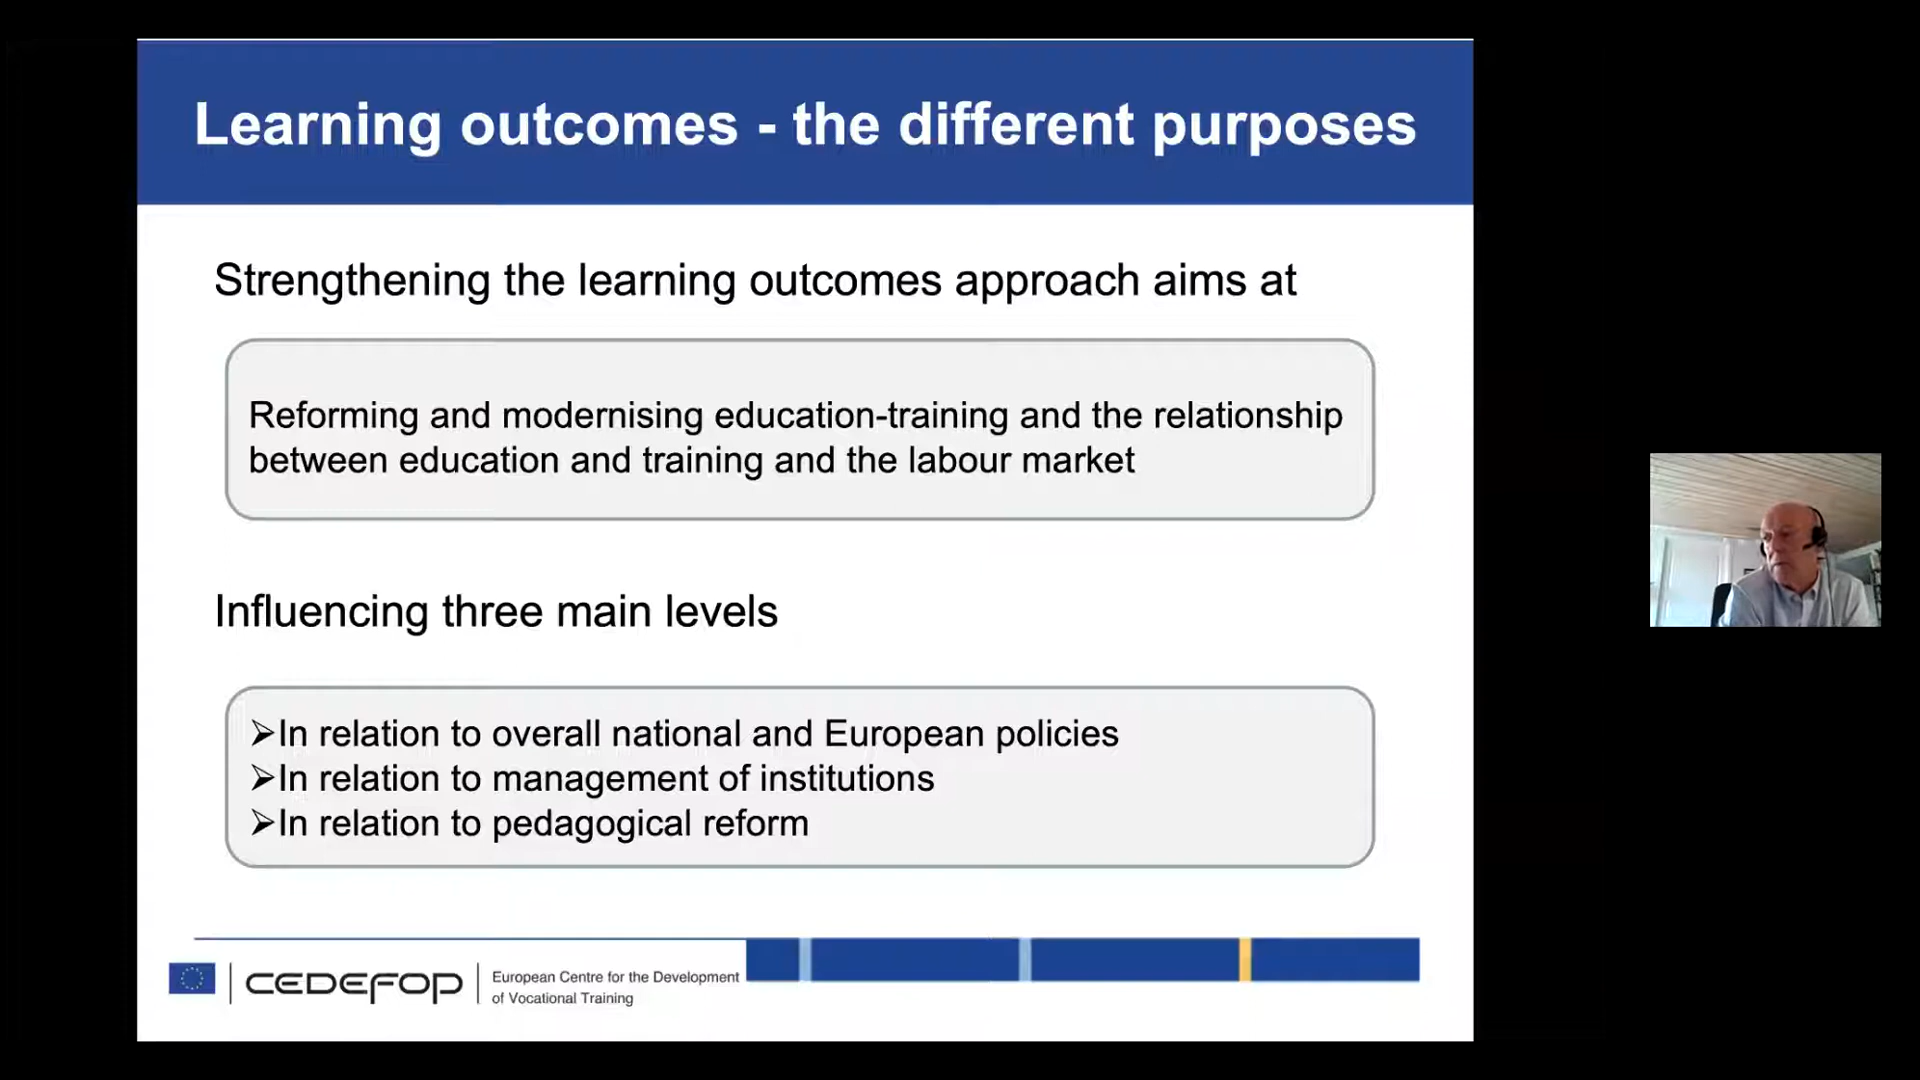 Learning outcomes - the different purposes
Strengthening the learning outcomes approach aims at
Reforming and modernising education-training and the relationship
between education and training and the labour market
Influencing three main levels
➢In relation to overall national and European policies
➢In relation to management of institutions
➢In relation to pedagogical reform
CEDEFOP
European Centre for the Development
of Vocational Training